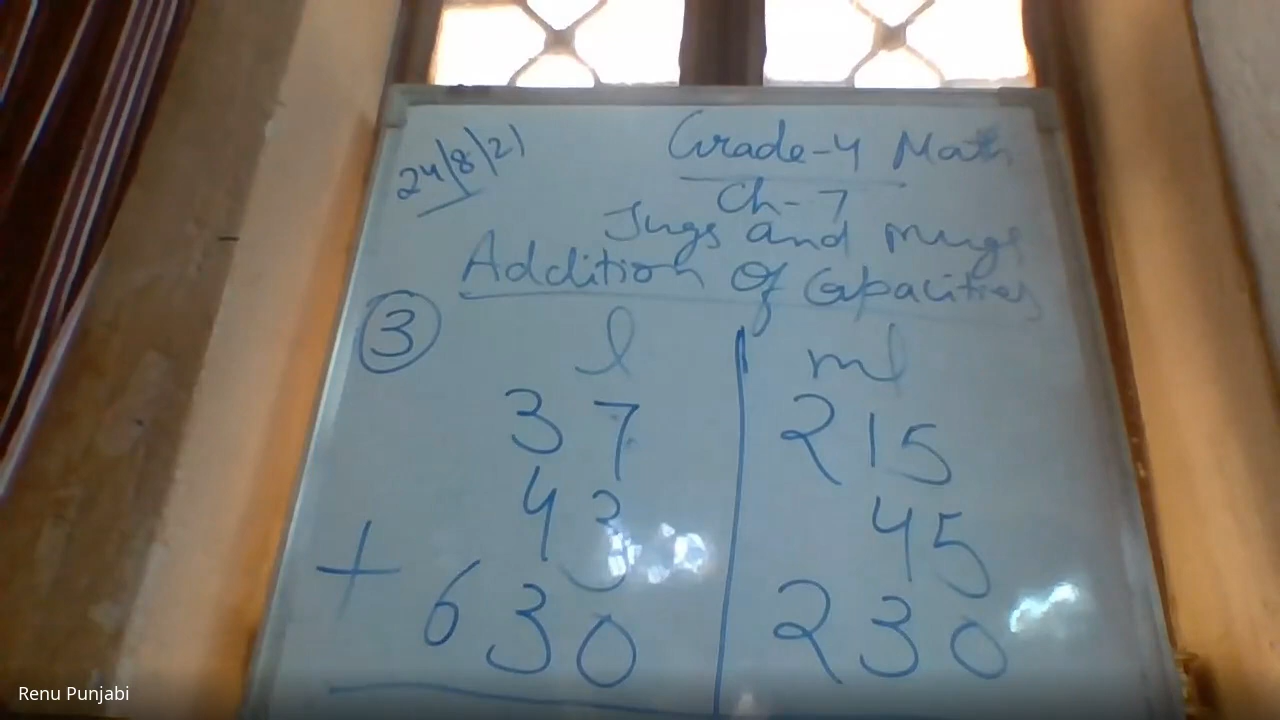 24/8/21
Grade-4 Math
Ch-7
Jugs and mugs
Addition of Capacities
3
l ml
37 215
43 45
+ 630 230
Renu Punjabi